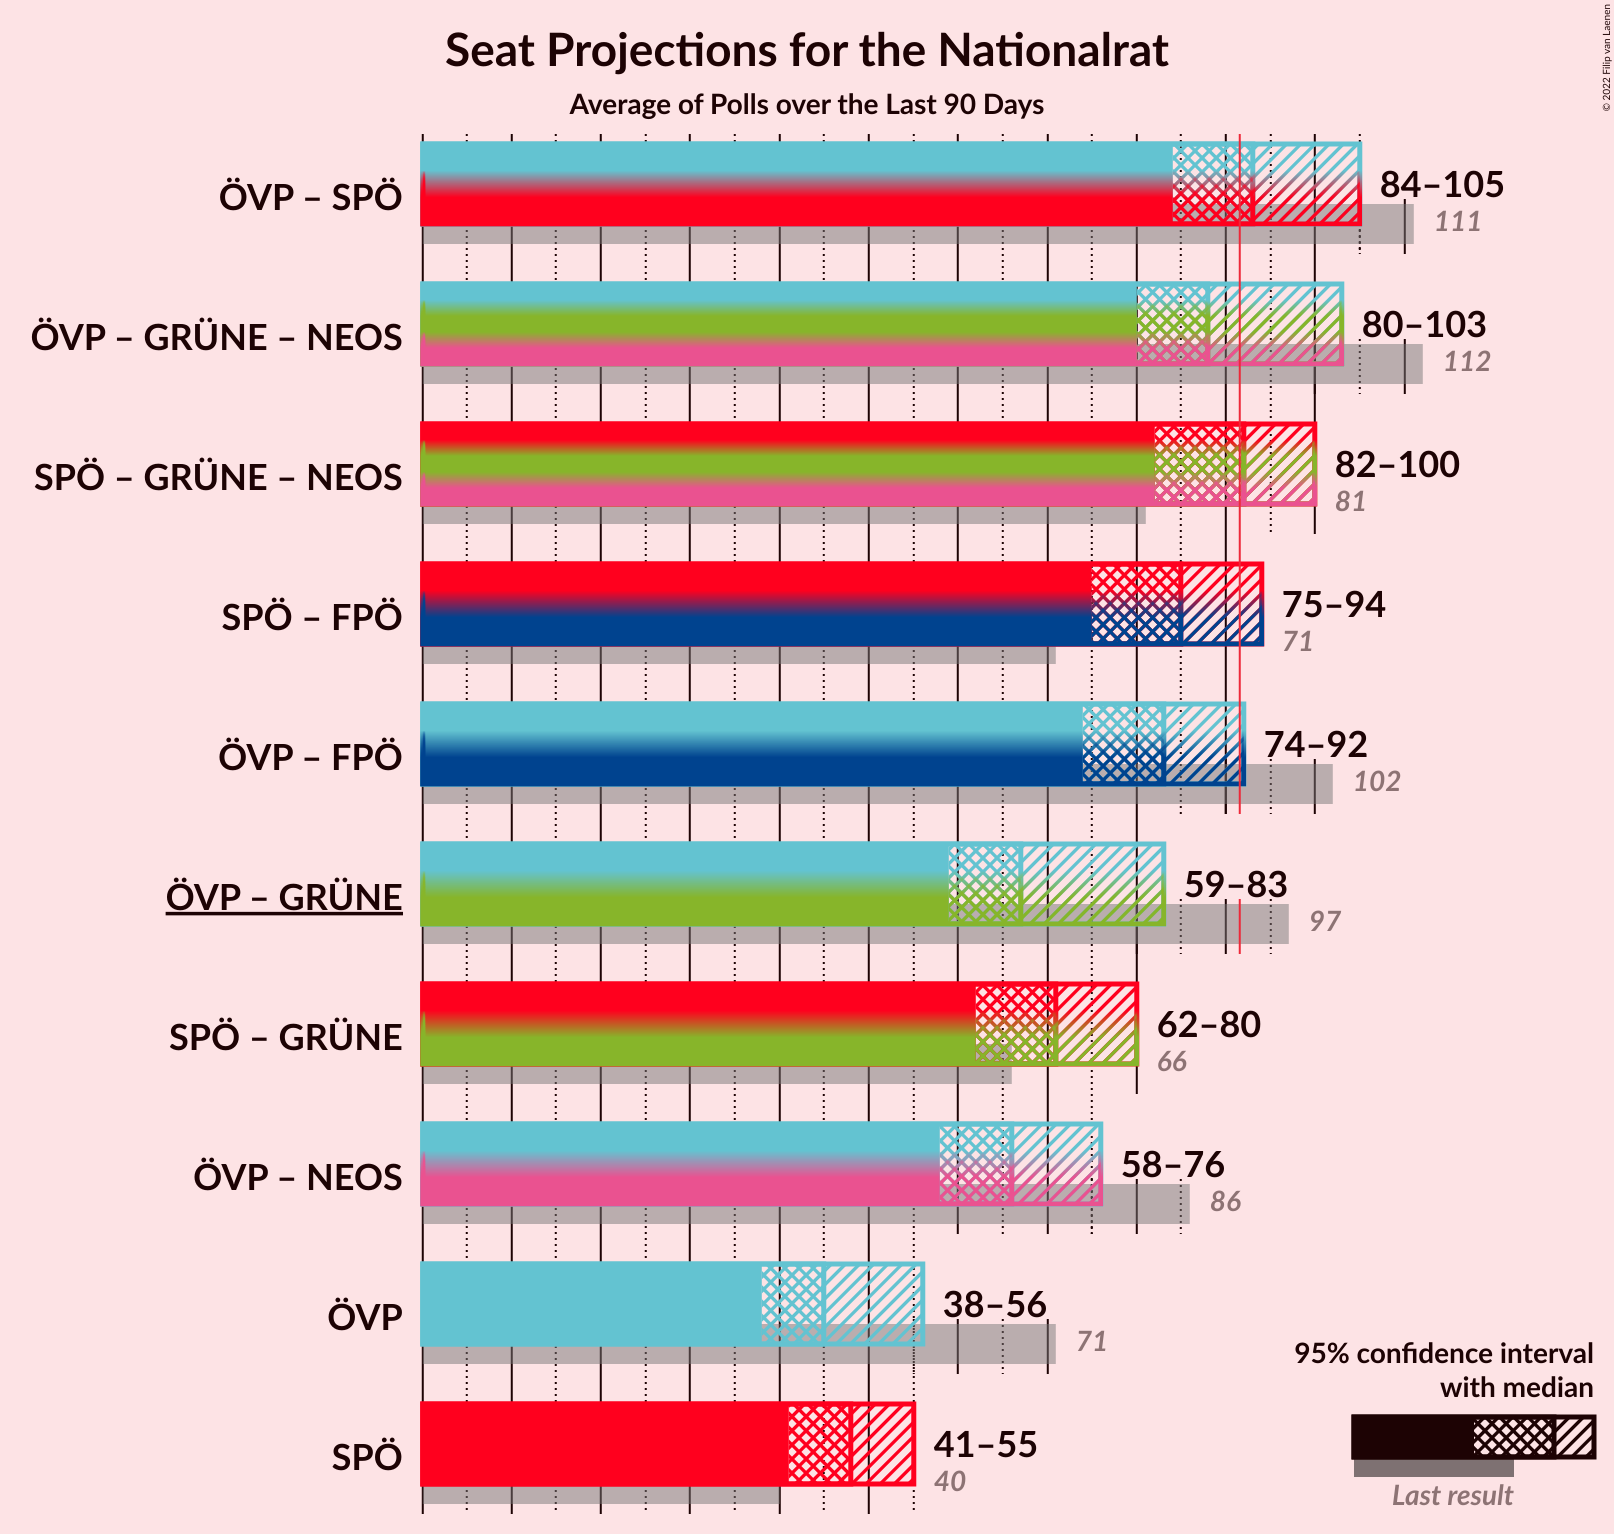 Seat Projections for the Nationalrat
Average of Polls over the Last 90 Days
© 2022 Filip van Laenen
ÖVP – SPÖ
84–105
111
ÖVP – GRÜNE – NEOS
80–103
112
SPÖ – GRÜNE – NEOS
82–100
81
SPÖ – FPÖ
75–94
71
ÖVP – FPÖ
74–92
102
ÖVP – GRÜNE
59–83
97
SPÖ – GRÜNE
62–80
66
ÖVP – NEOS
58–76
86
ÖVP
38–56
71
SPÖ
41–55
40
95% confidence interval
with median
Last result